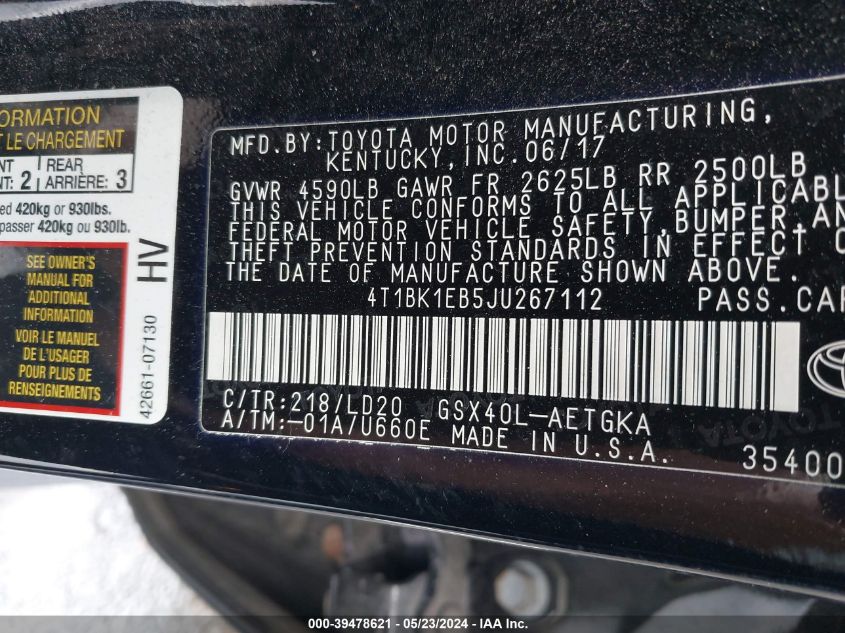 ORMATION
T LE CHARGEMENT
NT REAR
NT: 2 ARRIÈRE: 3
ed 420kg or 930lbs.
passer 420kg ou 930lb.
SEE OWNER'S
MANUAL FOR
ADDITIONAL
INFORMATION
VOIR LE MANUEL
DE L'USAGER
POUR PLUS DE
RENSEIGNEMENTS
HV
42661-07130
MFD.BY:TOYOTA MOTOR MANUFACTURING,
KENTUCKY,INC.06/17
GVWR 4590LB GAWR FR 2625LB RR 2500LB
THIS VEHICLE CONFORMS TO ALL APPLICABL
FEDERAL MOTOR VEHICLE SAFETY,BUMPER,AN
THEFT PREVENTION STANDARDS IN EFFECT O
THE DATE OF MANUFACTURE SHOWN ABOVE.
4T1BK1EB5JU267112 PASS.CAR
C/TR:218/LD20 GSX40L-AETGKA
A/TM:-01A/U660E MADE IN U.S.A.
35400
000-39478621 - 05/23/2024 - IAA Inc.